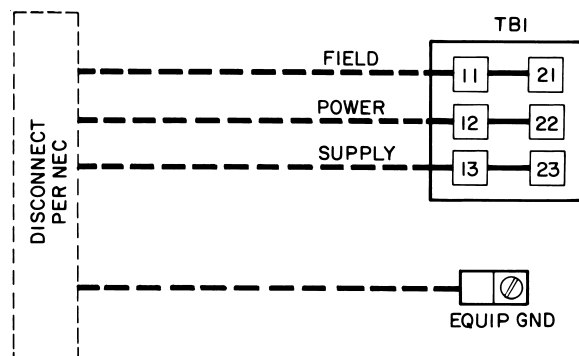 TB1
FIELD
11 21
POWER
12 22
SUPPLY
13 23
DISCONNECT
PER NEC
EQUIP GND